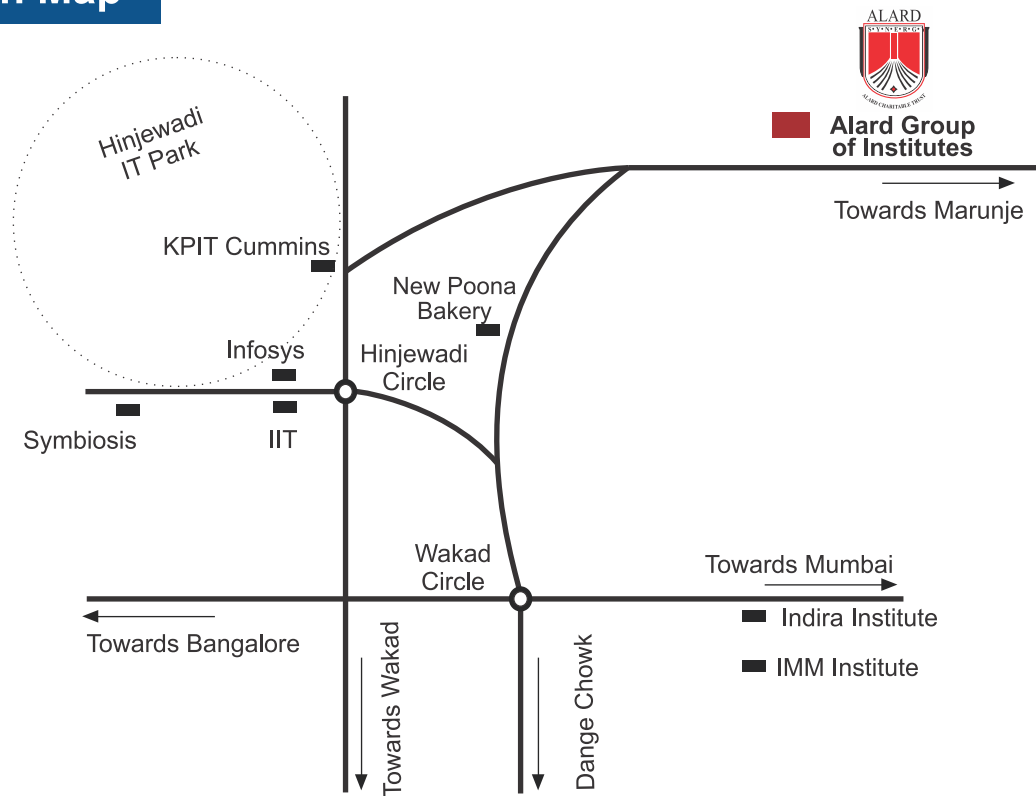 n Map
ALARD
S•Y•N•E•R•G•
ALARD CHARITABLE TRUST
Alard Group
of Institutes
Towards Marunje
Hinjewadi
IT Park
KPIT Cummins
New Poona
Bakery
Infosys
Hinjewadi
Circle
Symbiosis
IIT
Wakad
Circle
Towards Mumbai
Indira Institute
Towards Bangalore
IMM Institute
Towards Wakad
Dange Chowk